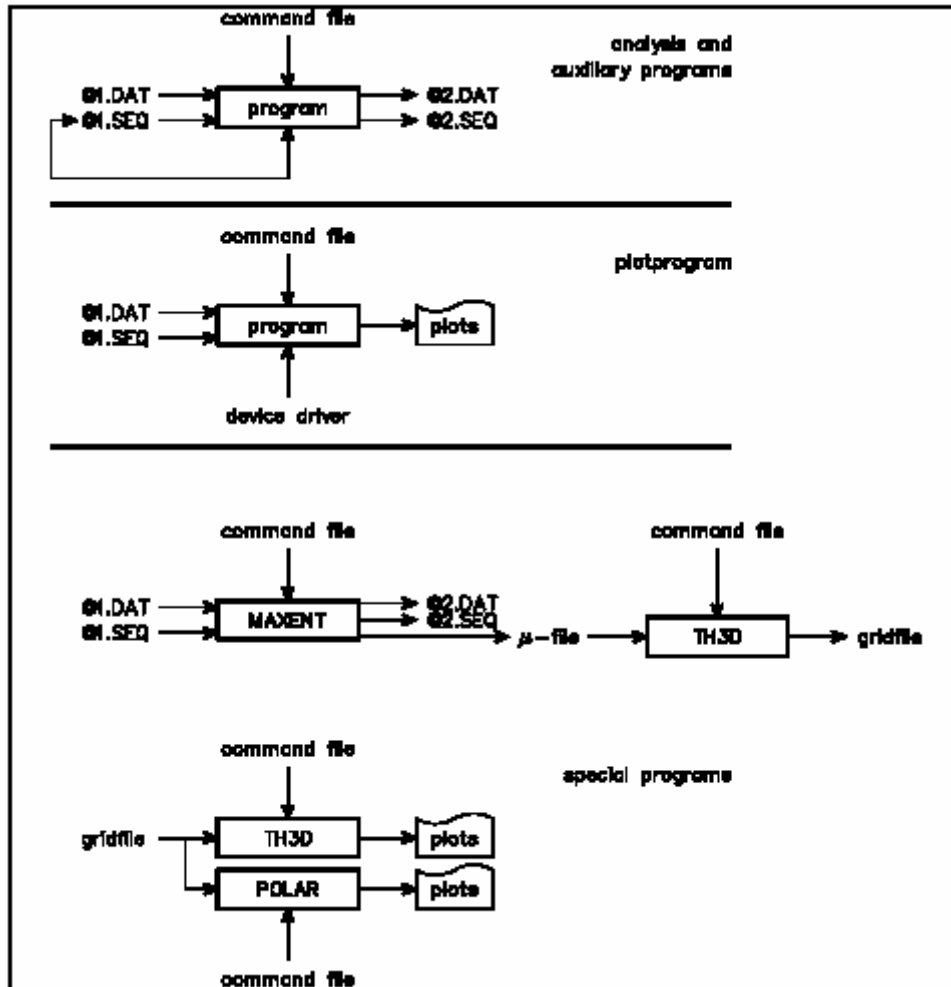 command file
analysis and
auxiliary programs
@1.DAT
program
@2.DAT
@1.SEQ
@2.SEQ
command file
plotprogram
@1.DAT
program
plots
@1.SEQ
device driver
command file
command file
@1.DAT
MAXENT
@2.DAT
@2.SEQ
@1.SEQ
μ-file
TH3D
gridfile
command file
special programs
gridfile
TH3D
plots
POLAR
plots
command file